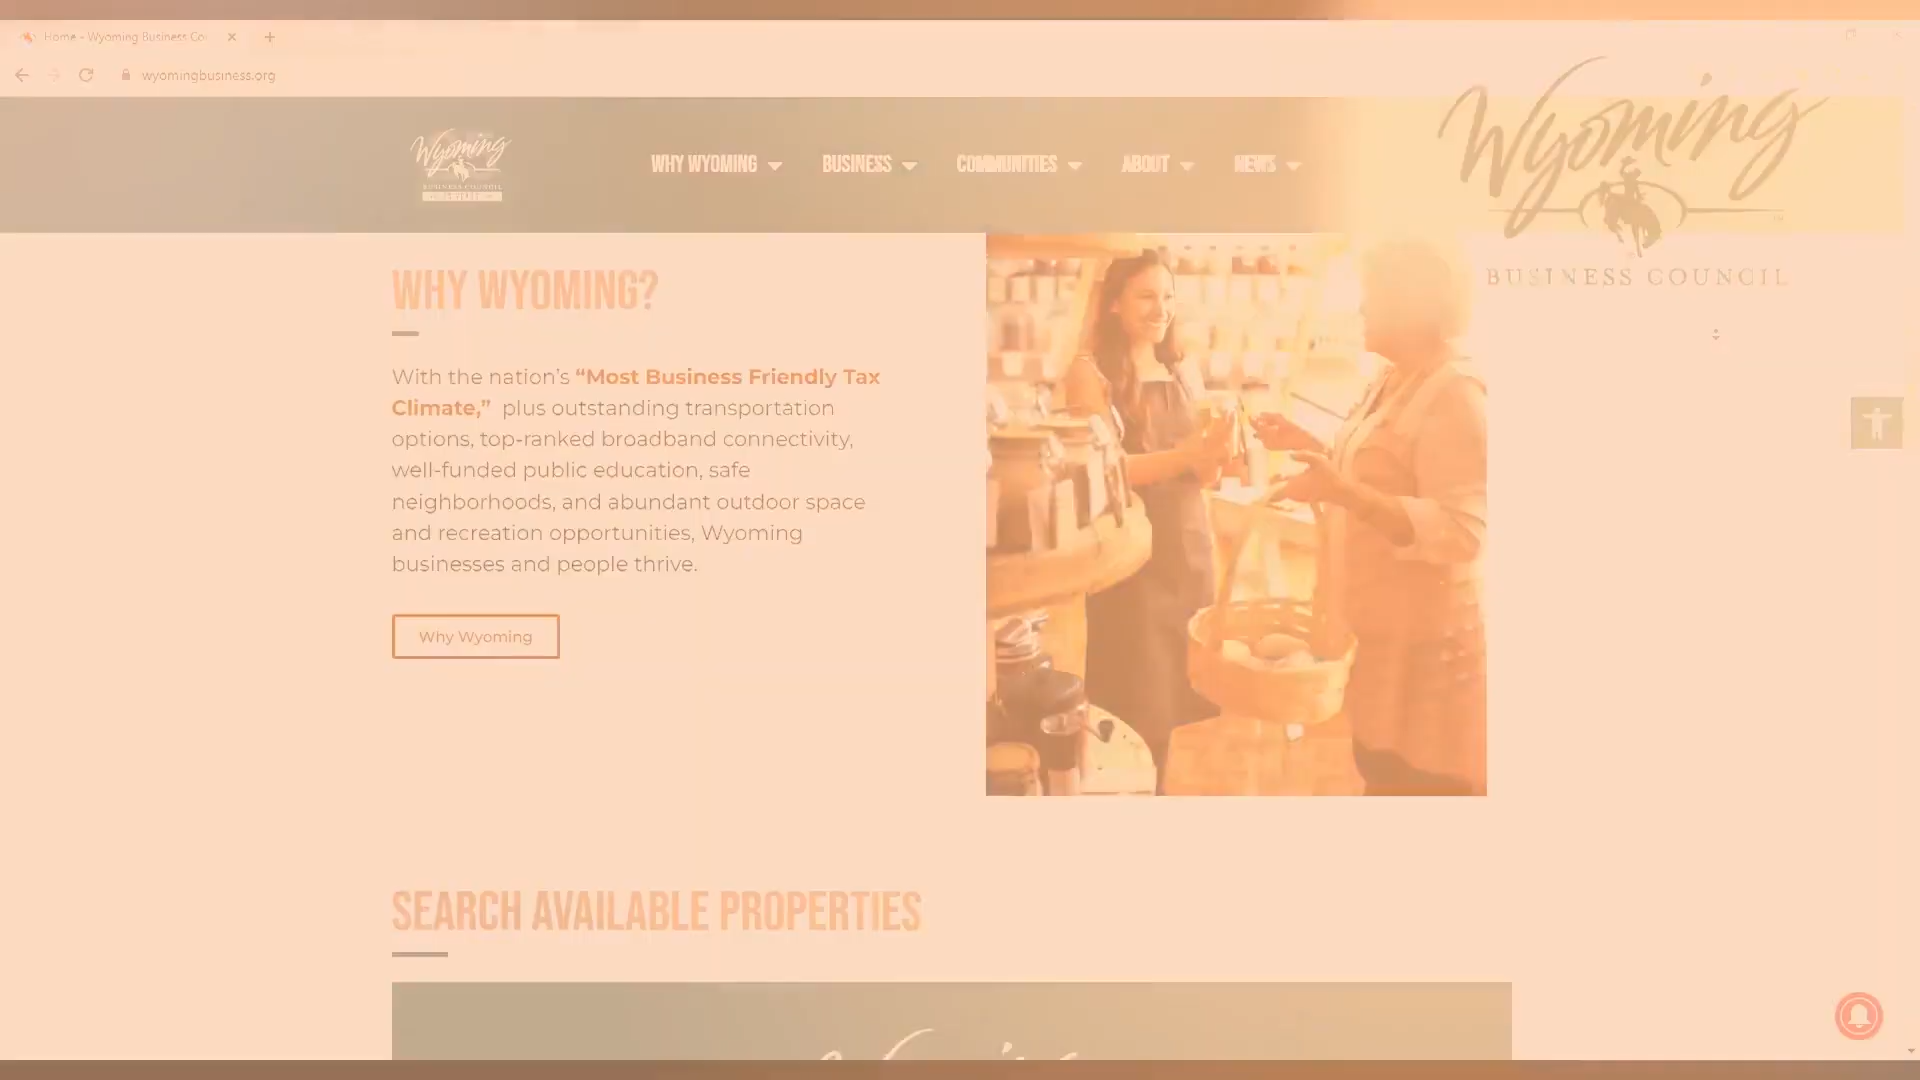 Home - Wyoming Business Co
wyomingbusiness.org
Wyoming
BUSINESS COUNCIL
WHY WYOMING
BUSINESS
COMMUNITIES
ABOUT
NEWS
Wyoming
BUSINESS COUNCIL
WHY WYOMING?
With the nation’s “Most Business Friendly Tax
Climate,” plus outstanding transportation
options, top-ranked broadband connectivity,
well-funded public education, safe
neighborhoods, and abundant outdoor space
and recreation opportunities, Wyoming
businesses and people thrive.
Why Wyoming
SEARCH AVAILABLE PROPERTIES